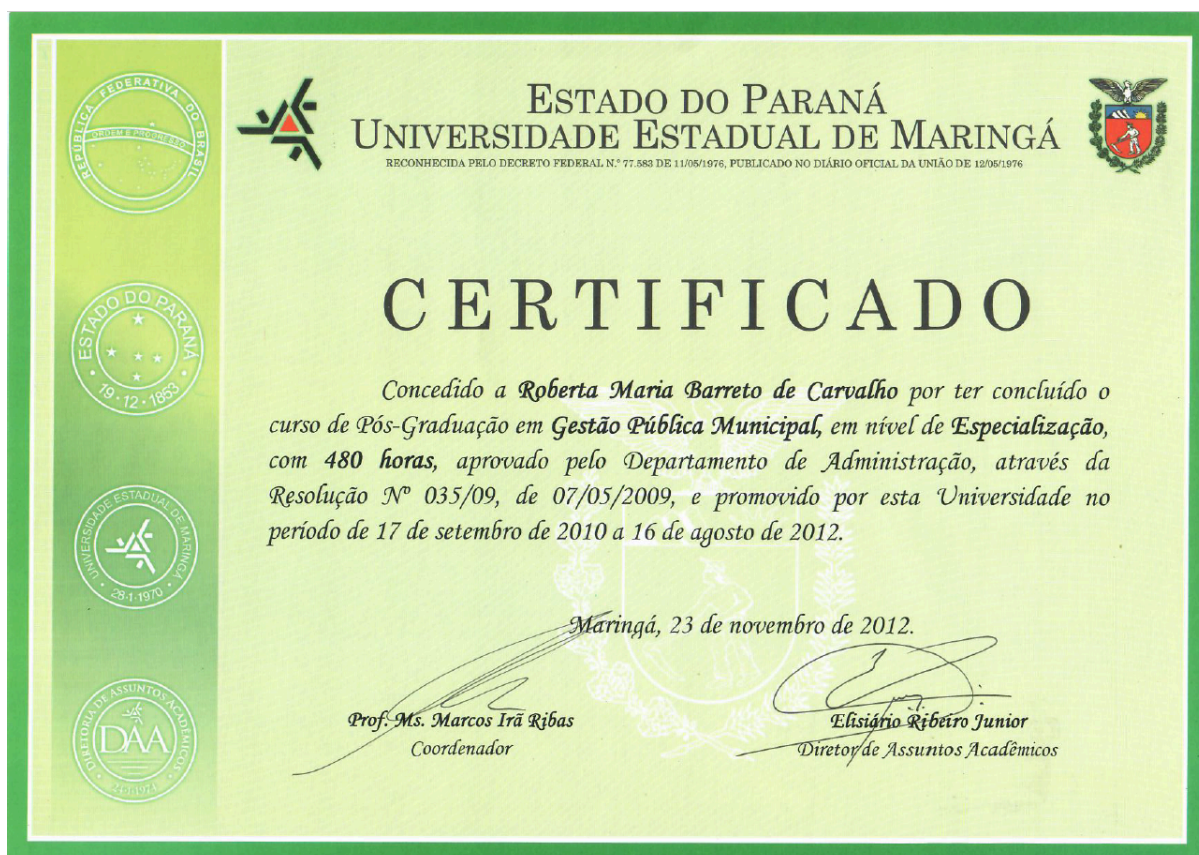 REPÚBLICA FEDERATIVA DO BRASIL
ORDEM E PROGRESSO
ESTADO DO PARANÁ
UNIVERSIDADE ESTADUAL DE MARINGÁ
RECONHECIDA PELO DECRETO FEDERAL N.º 77.583 DE 11/05/1976, PUBLICADO NO DIÁRIO OFICIAL DA UNIÃO DE 12/05/1976
CERTIFICADO
ESTADO DO PARANÁ
19·12·1853
Concedido a Roberta Maria Barreto de Carvalho por ter concluído o
curso de Pós-Graduação em Gestão Pública Municipal, em nível de Especialização,
com 480 horas, aprovado pelo Departamento de Administração, através da
Resolução Nº 035/09, de 07/05/2009, e promovido por esta Universidade no
período de 17 de setembro de 2010 a 16 de agosto de 2012.
UNIVERSIDADE ESTADUAL DE MARINGÁ
28-1-1970
Maringá, 23 de novembro de 2012.
Prof. Ms. Marcos Irã Ribas
Coordenador
Elisiário Ribeiro Junior
Diretor de Assuntos Acadêmicos
DIRETORIA DE ASSUNTOS ACADÊMICOS
DAA